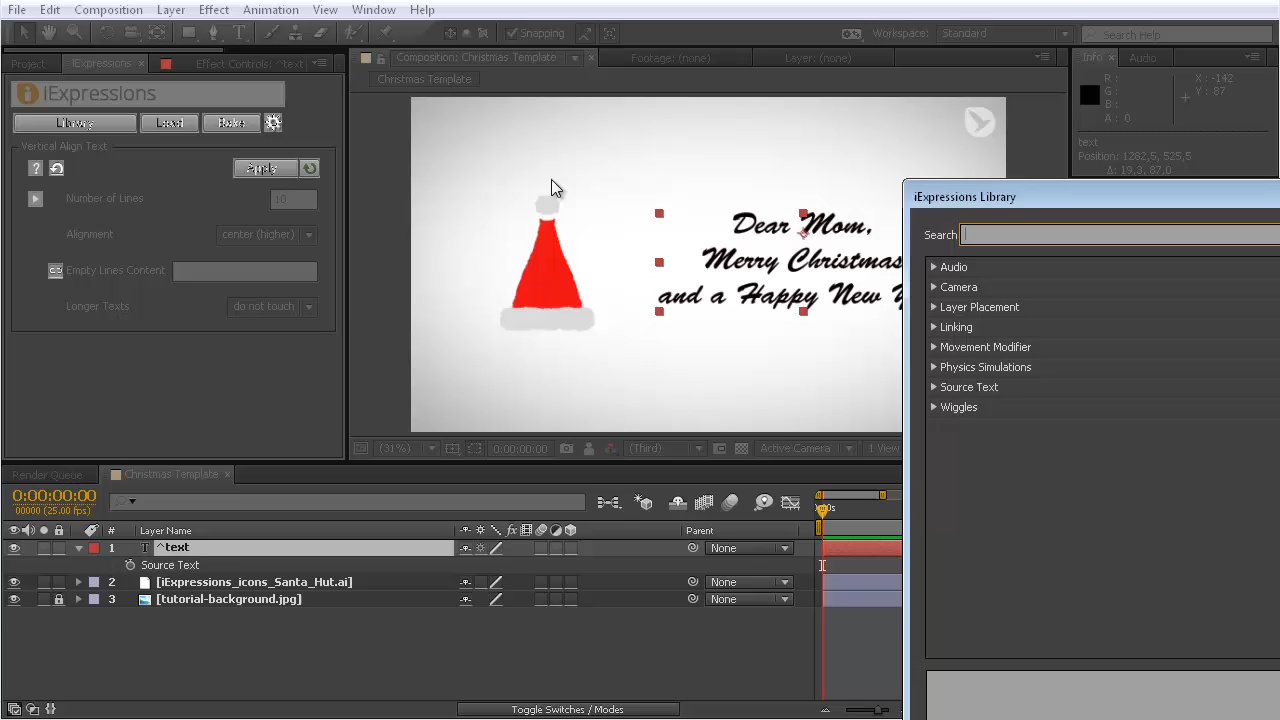 File Edit Composition Layer Effect Animation View Window Help
Snapping
Workspace: Standard
Search Help
Project
iExpressions ×
Effect Controls: ^text
Composition: Christmas Template
Footage: (none)
Layer: (none)
Info ×
Audio
Christmas Template
iExpressions
Library
Load
Bake
R :
G :
B :
A : 0
X : -142
Y : 87
Vertical Align Text
? Apply
Number of Lines 10
Alignment center (higher)
Empty Lines Content
Longer Texts do not touch
text
Position: 1282,5, 525,5
Δ: 19,3, 87,0
Dear Mom,
Merry Christmas
and a Happy New Y
iExpressions Library
Search
Audio
Camera
Layer Placement
Linking
Movement Modifier
Physics Simulations
Source Text
Wiggles
(31%)
0:00:00:00
(Third)
Active Camera
1 View
Render Queue
Christmas Template ×
0:00:00:00
00000 (25.00 fps)
# Layer Name
fx
Parent
1 T ^text None
Source Text
2 [iExpressions_icons_Santa_Hut.ai] None
3 [tutorial-background.jpg] None
Toggle Switches / Modes